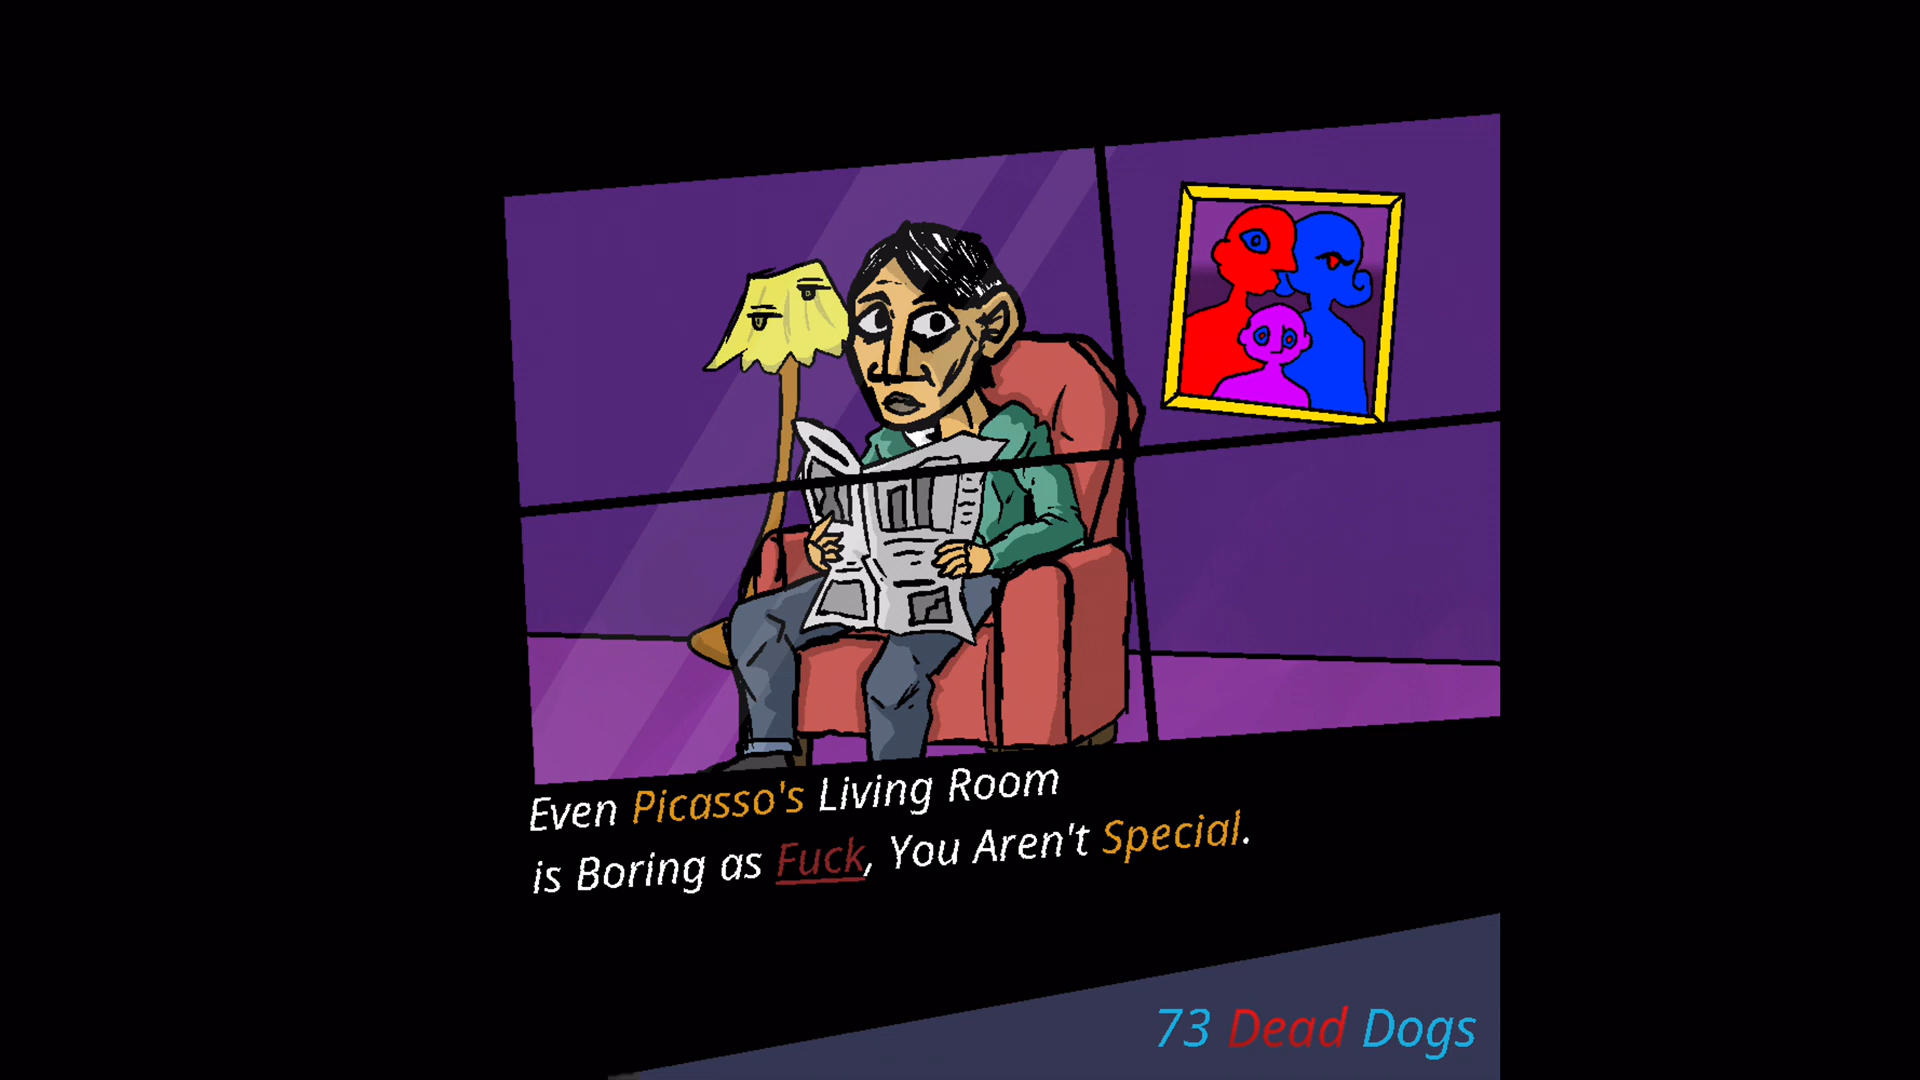 Even Picasso's Living Room
is Boring as Fuck, You Aren't Special.
73 Dead Dogs